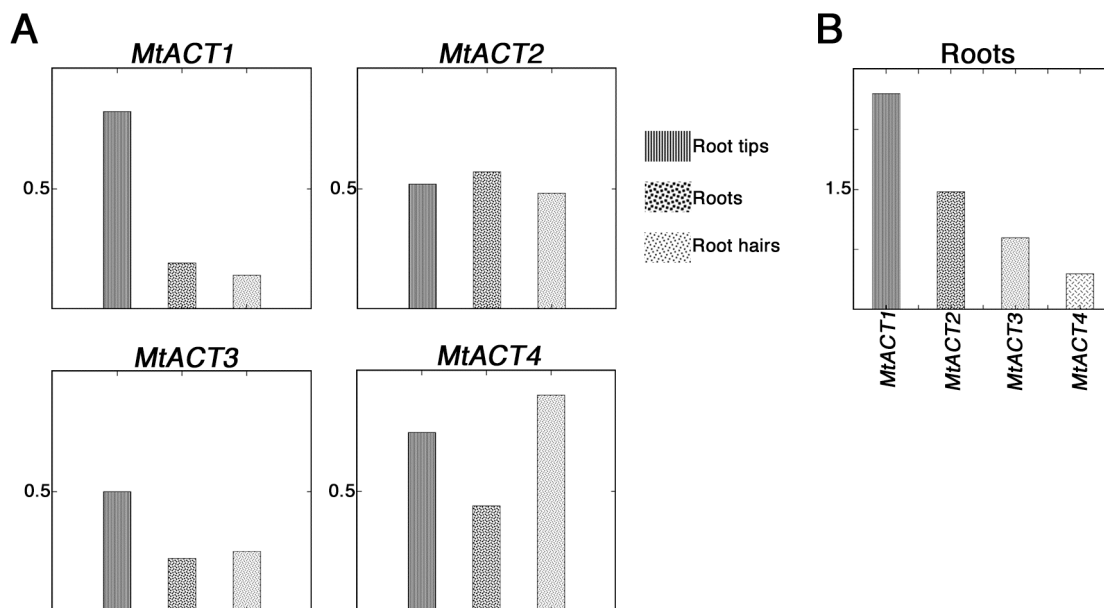 A
MtACT1
0.5
MtACT2
0.5
Root tips
Roots
Root hairs
MtACT3
0.5
MtACT4
0.5
B
Roots
1.5
MtACT1
MtACT2
MtACT3
MtACT4